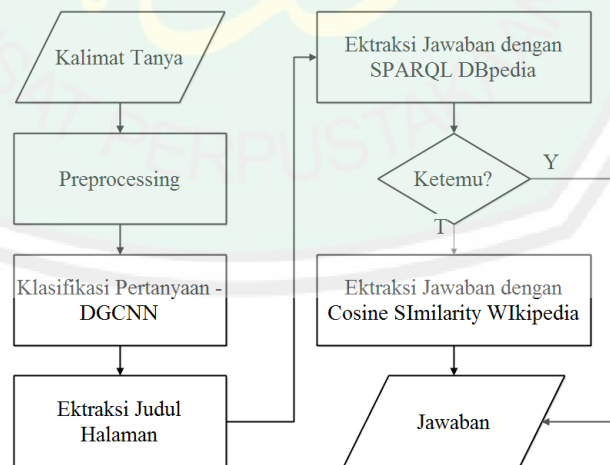 Kalimat Tanya
Preprocessing
Klasifikasi Pertanyaan -
DGCNN
Ektraksi Judul
Halaman
Ektraksi Jawaban dengan
SPARQL DBpedia
Ketemu?
Y
T
Ektraksi Jawaban dengan
Cosine SImilarity WIkipedia
Jawaban